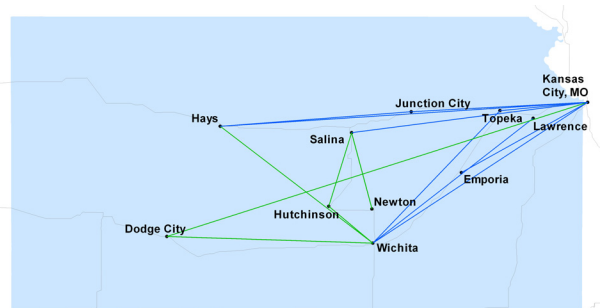 Kansas
City, MO
Junction City
Hays
Topeka
Lawrence
Salina
Emporia
Newton
Hutchinson
Dodge City
Wichita